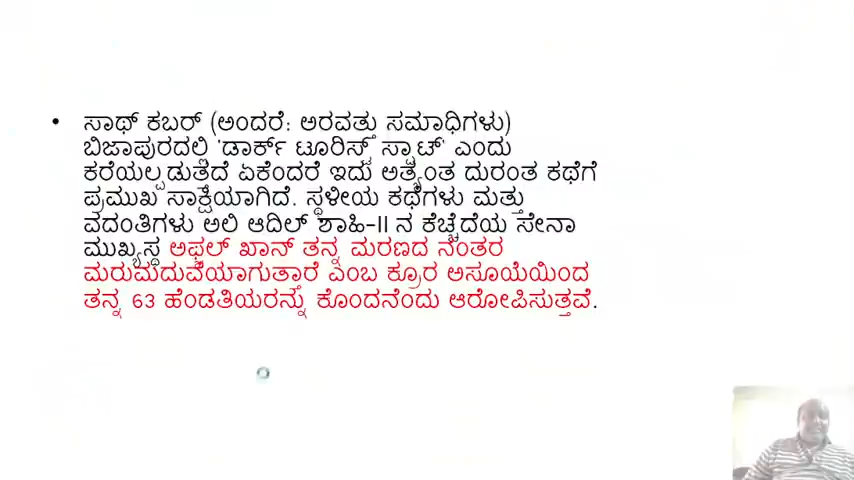 • ಸಾಥ್ ಕಬರ್ (ಅಂದರೆ: ಅರವತ್ತು ಸಮಾಧಿಗಳು)
ಬಿಜಾಪುರದಲ್ಲಿ 'ಡಾರ್ಕ್ ಟೂರಿಸ್ಟ್ ಸ್ಪಾಟ್' ಎಂದು
ಕರೆಯಲ್ಪಡುತ್ತದೆ ಏಕೆಂದರೆ ಇದು ಅತ್ಯಂತ ದುರಂತ ಕಥೆಗೆ
ಪ್ರಮುಖ ಸಾಕ್ಷಿಯಾಗಿದೆ. ಸ್ಥಳೀಯ ಕಥೆಗಳು ಮತ್ತು
ವದಂತಿಗಳು ಅಲಿ ಆದಿಲ್ ಶಾಹಿ-II ನ ಕೆಚ್ಚೆದೆಯ ಸೇನಾ
ಮುಖ್ಯಸ್ಥ ಅಫ್ಜಲ್ ಖಾನ್ ತನ್ನ ಮರಣದ ನಂತರ
ಮರುಮದುವೆಯಾಗುತ್ತಾರೆ ಎಂಬ ಕ್ರೂರ ಅಸೂಯೆಯಿಂದ
ತನ್ನ 63 ಹೆಂಡತಿಯರನ್ನು ಕೊಂದನೆಂದು ಆರೋಪಿಸುತ್ತವೆ.